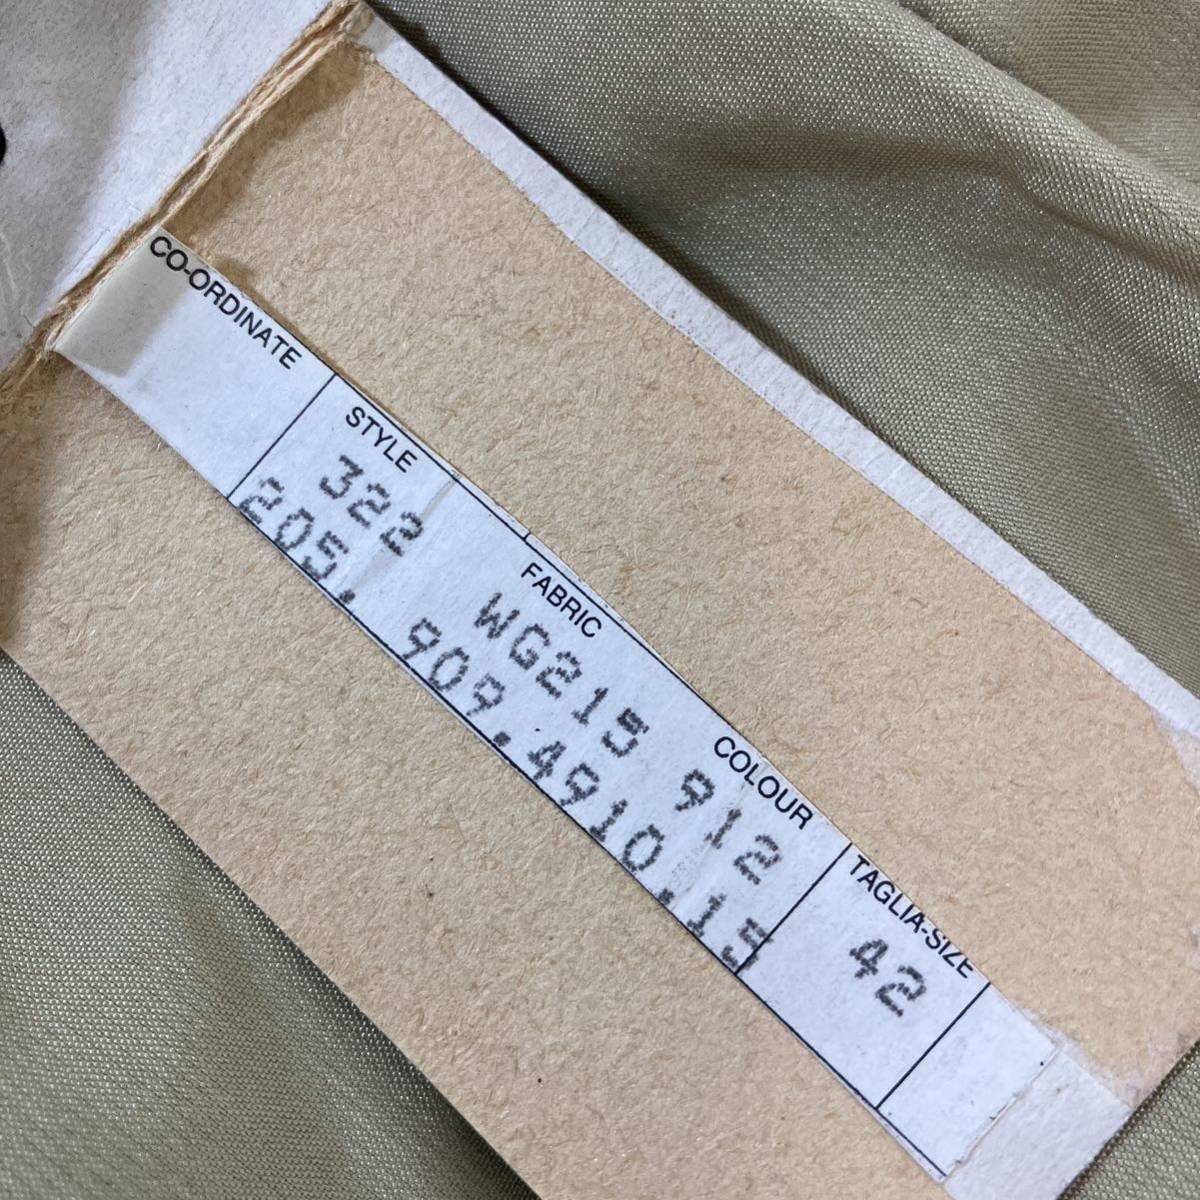 CO-ORDINATE STYLE FABRIC COLOUR TAGLIA-SIZE
322 WG215 912 42
205. 909.4910.15